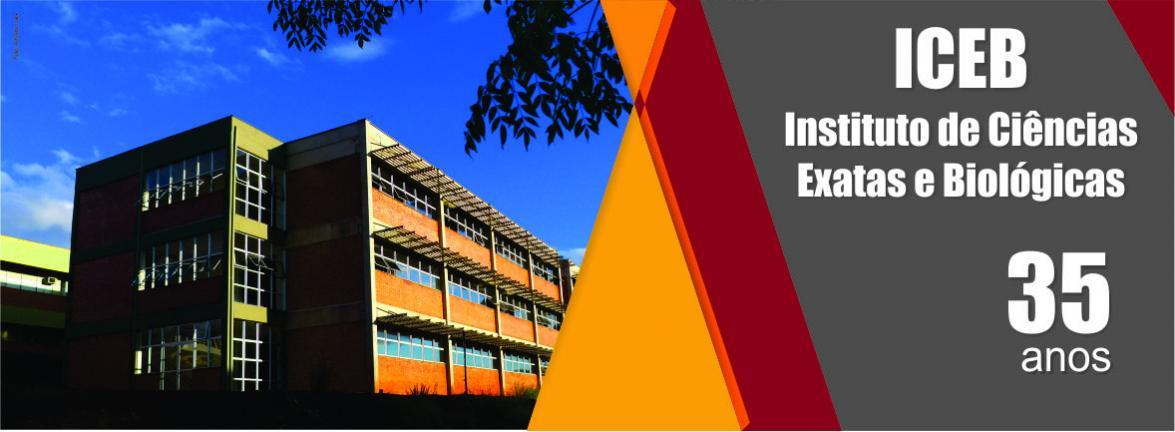 ICEB
Instituto de Ciências
Exatas e Biológicas
35
anos